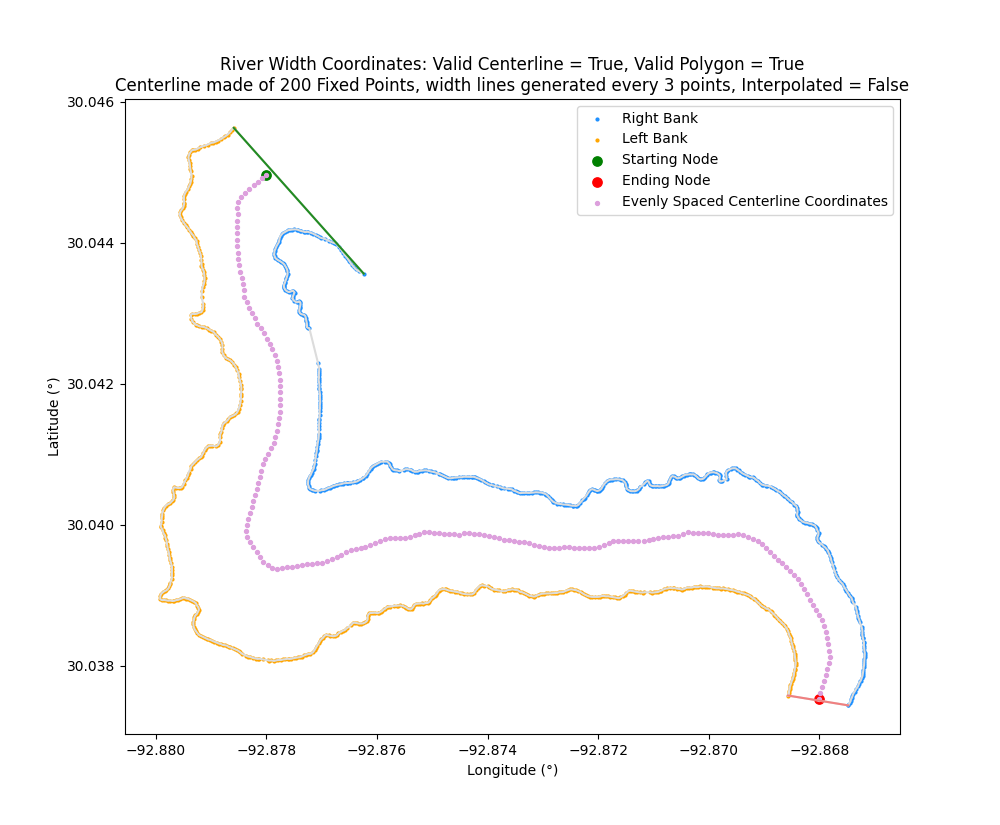 River Width Coordinates: Valid Centerline = True, Valid Polygon = True
Centerline made of 200 Fixed Points, width lines generated every 3 points, Interpolated = False
30.046
30.044
30.042
30.040
30.038
Latitude (°)
Right Bank
Left Bank
Starting Node
Ending Node
Evenly Spaced Centerline Coordinates
−92.880 −92.878 −92.876 −92.874 −92.872 −92.870 −92.868
Longitude (°)